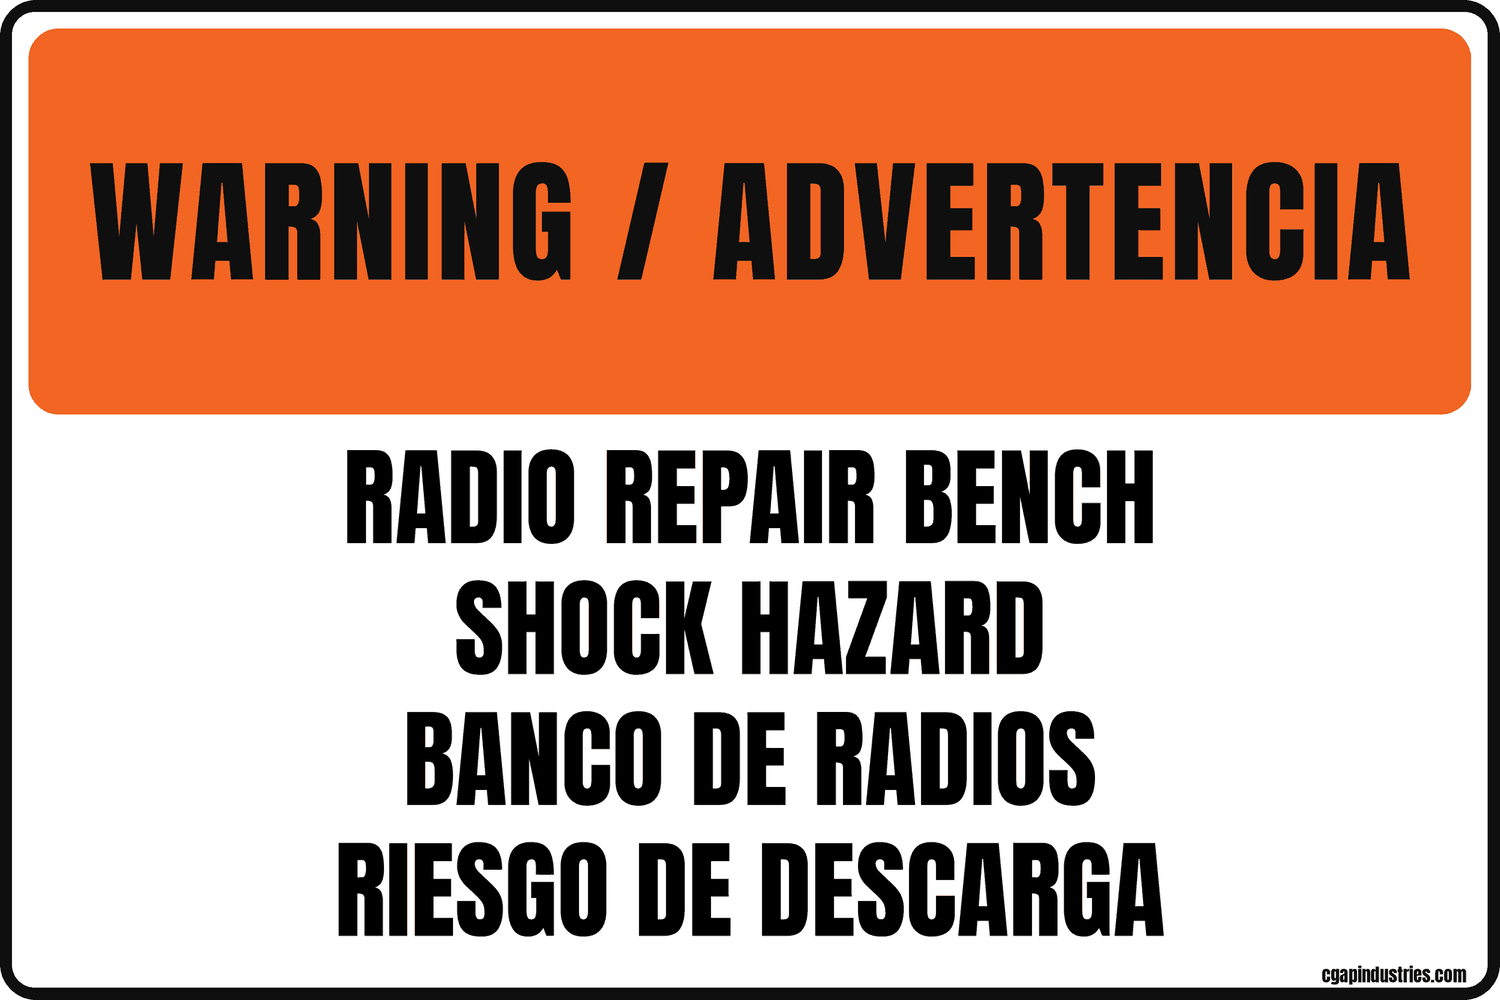 WARNING / ADVERTENCIA
RADIO REPAIR BENCH
SHOCK HAZARD
BANCO DE RADIOS
RIESGO DE DESCARGA
cgapindustries.com